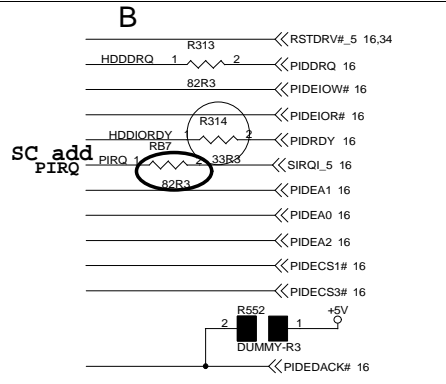 B
RSTDRV#_5 16,34
R313
HDDDRQ 1 2 PIDDRQ 16
82R3 PIDEIOW# 16
PIDEIOR# 16
R314
HDDIORDY 1 2 PIDRDY 16
RB7
SC_add
PIRQ
PIRQ 1 2 33R3 SIRQI_5 16
82R3
PIDEA1 16
PIDEA0 16
PIDEA2 16
PIDECS1# 16
PIDECS3# 16
R552 +5V
2 1
DUMMY-R3
PIDEDACK# 16